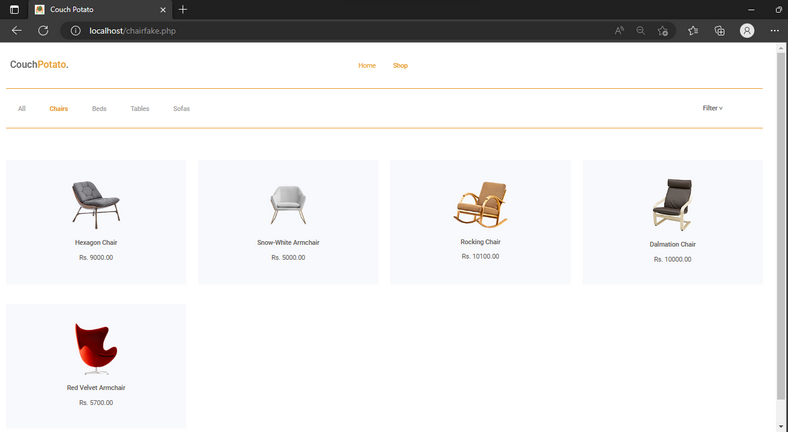 Couch Potato
localhost/chairfake.php
CouchPotato.
Home Shop
All Chairs Beds Tables Sofas Filter
Hexagon Chair
Rs. 9000.00
Snow-White Armchair
Rs. 5000.00
Rocking Chair
Rs. 10100.00
Dalmation Chair
Rs. 10000.00
Red Velvet Armchair
Rs. 5700.00